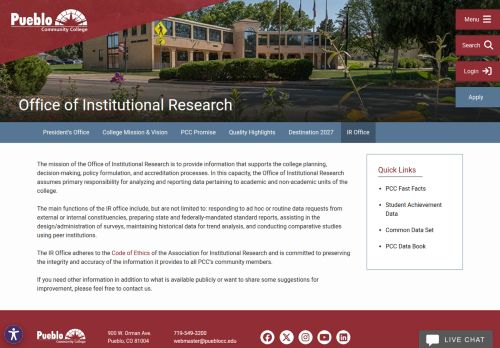 Pueblo
Community College
Menu
Search
Login
Apply
Office of Institutional Research
President's Office
College Mission & Vision
PCC Promise
Quality Highlights
Destination 2027
IR Office
The mission of the Office of Institutional Research is to provide information that supports the college planning,
decision-making, policy formulation, and accreditation processes. In this capacity, the Office of Institutional Research
assumes primary responsibility for analyzing and reporting data pertaining to academic and non-academic units of the
college.
The main functions of the IR office include, but are not limited to: responding to ad hoc or routine data requests from
external or internal constituencies, preparing state and federally-mandated standard reports, assisting in the
design/administration of surveys, maintaining historical data for trend analysis, and conducting comparative studies
using peer institutions.
The IR Office adheres to the Code of Ethics of the Association for Institutional Research and is committed to preserving
the integrity and accuracy of the information it provides to all PCC's community members.
If you need other information in addition to what is available publicly or want to share some suggestions for
improvement, please feel free to contact us.
Quick Links
PCC Fast Facts
Student Achievement
Data
Common Data Set
PCC Data Book
Pueblo
Community College
900 W. Orman Ave.
Pueblo, CO 81004
719-549-3200
webmaster@pueblocc.edu
LIVE CHAT